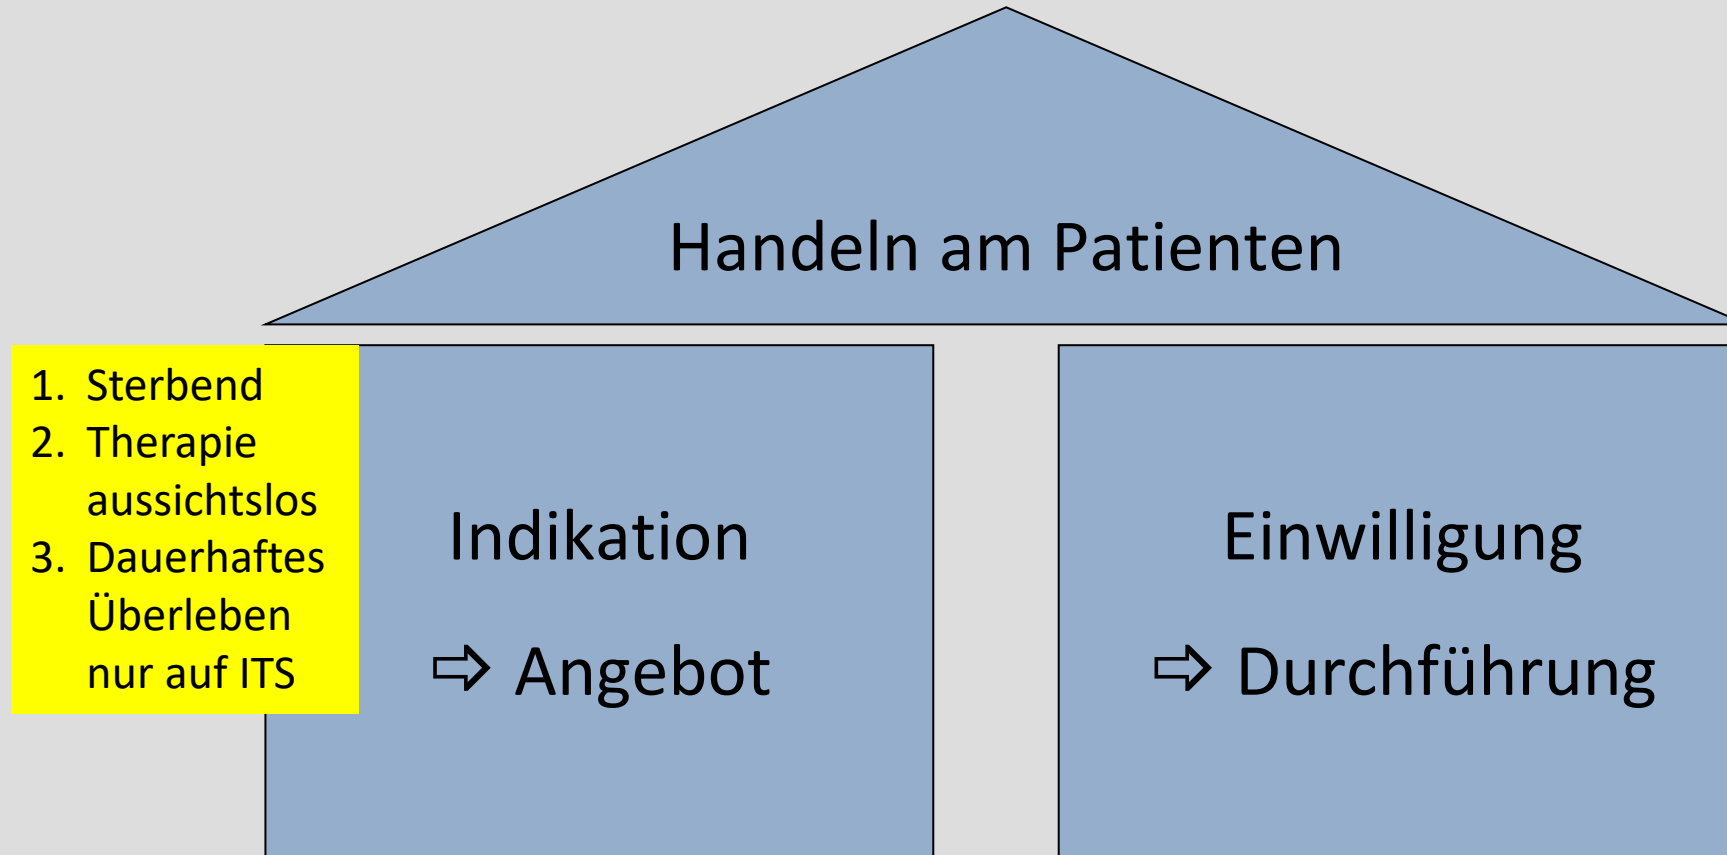 Handeln am Patienten
1. Sterbend
2. Therapie
aussichtslos
3. Dauerhaftes
Überleben
nur auf ITS
Indikation
⇨ Angebot
Einwilligung
⇨ Durchführung